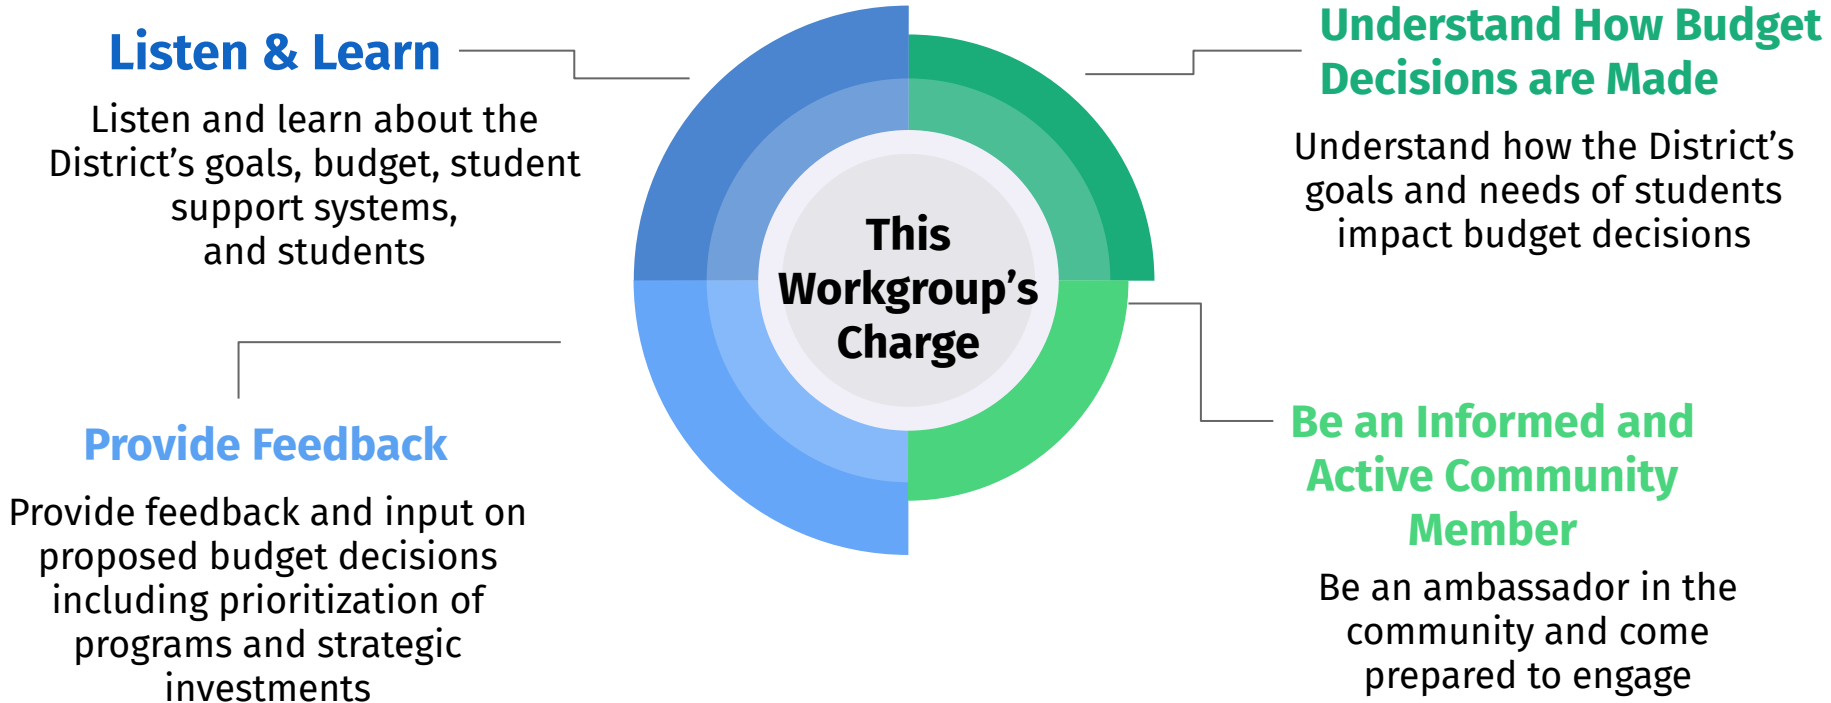 Listen & Learn
Listen and learn about the
District’s goals, budget, student
support systems,
and students
Understand How Budget
Decisions are Made
Understand how the District’s
goals and needs of students
impact budget decisions
This
Workgroup’s
Charge
Provide Feedback
Provide feedback and input on
proposed budget decisions
including prioritization of
programs and strategic
investments
Be an Informed and
Active Community
Member
Be an ambassador in the
community and come
prepared to engage